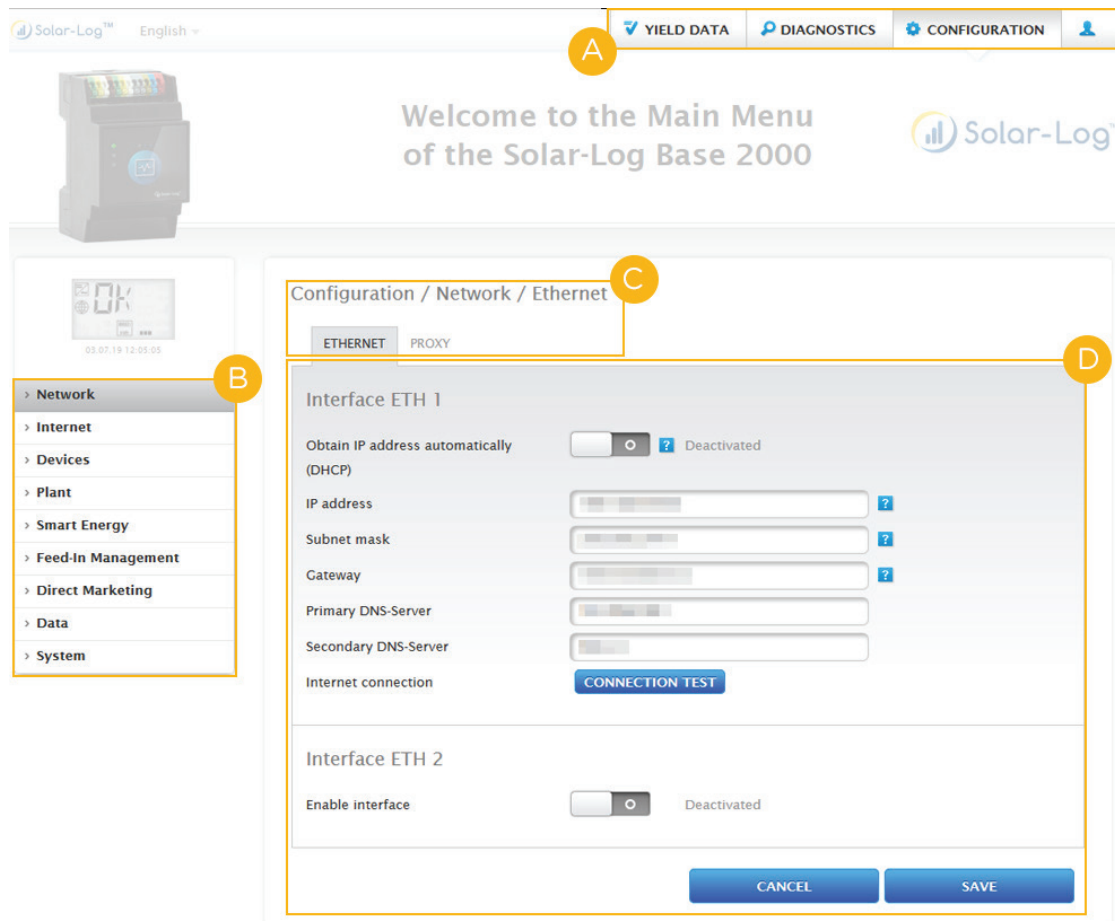 Solar-Log™ English
YIELD DATA DIAGNOSTICS CONFIGURATION
A
Welcome to the Main Menu
of the Solar-Log Base 2000
Solar-Log™
OK
03.07.19 12:05:05
B
Network
Internet
Devices
Plant
Smart Energy
Feed-In Management
Direct Marketing
Data
System
C
Configuration / Network / Ethernet
ETHERNET PROXY
D
Interface ETH 1
Obtain IP address automatically
(DHCP)
? Deactivated
IP address ?
Subnet mask ?
Gateway ?
Primary DNS-Server
Secondary DNS-Server
Internet connection CONNECTION TEST
Interface ETH 2
Enable interface Deactivated
CANCEL SAVE